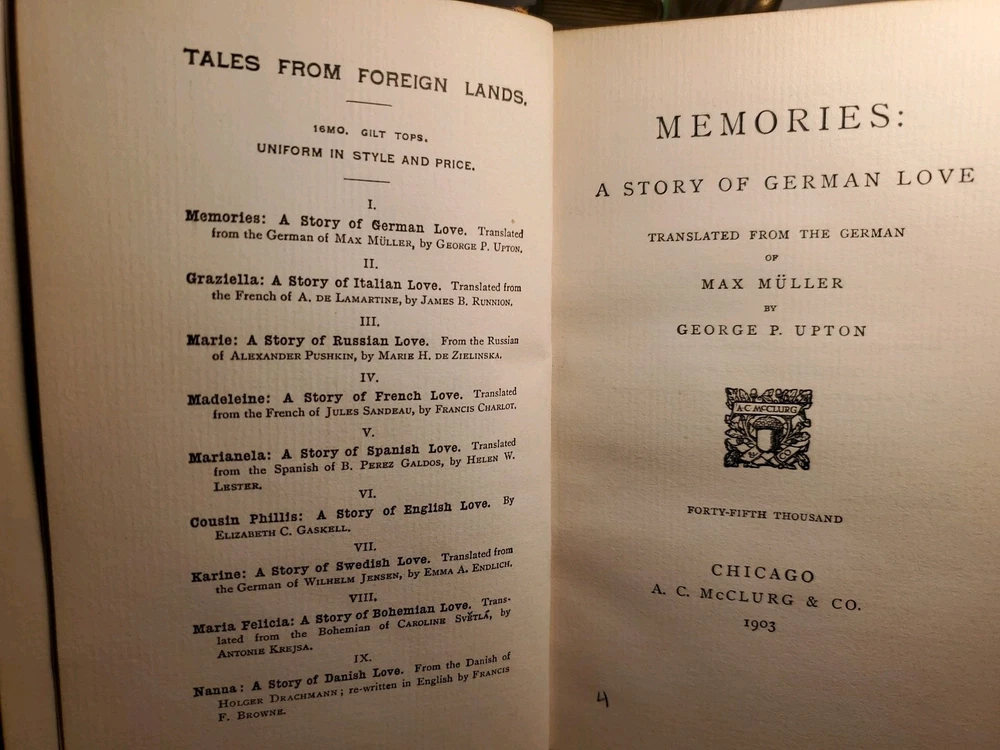 TALES FROM FOREIGN LANDS.
16MO. GILT TOPS.
UNIFORM IN STYLE AND PRICE.
I.
Memories: A Story of German Love. Translated
from the German of MAX MÜLLER, by GEORGE P. UPTON.
II.
Graziella: A Story of Italian Love. Translated from
the French of A. DE LAMARTINE, by JAMES B. RUNNION.
III.
Marie: A Story of Russian Love. From the Russian
of ALEXANDER PUSHKIN, by MARIE H. DE ZIELINSKA.
IV.
Madeleine: A Story of French Love. Translated
from the French of JULES SANDEAU, by FRANCIS CHARLOT.
V.
Marianela: A Story of Spanish Love. Translated
from the Spanish of B. PEREZ GALDOS, by HELEN W.
LESTER.
VI.
Cousin Phillis: A Story of English Love. By
ELIZABETH C. GASKELL.
VII.
Karine: A Story of Swedish Love. Translated from
the German of WILHELM JENSEN, by EMMA A. ENDLICH.
VIII.
Maria Felicia: A Story of Bohemian Love. Trans-
lated from the Bohemian of CAROLINE SVĚTLÁ, by
ANTONIE KREJSA.
IX.
Nanna: A Story of Danish Love. From the Danish of
HOLGER DRACHMANN; re-written in English by FRANCIS
F. BROWNE.
MEMORIES:
A STORY OF GERMAN LOVE
TRANSLATED FROM THE GERMAN
OF
MAX MÜLLER
BY
GEORGE P. UPTON
A·C·McCLURG
& CO
FORTY-FIFTH THOUSAND
CHICAGO
A. C. McCLURG & CO.
1903
4